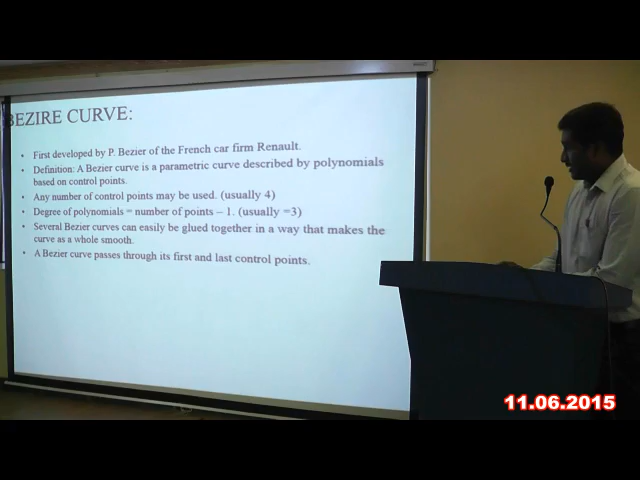 BEZIRE CURVE:
• First developed by P. Bezier of the French car firm Renault.
• Definition: A Bezier curve is a parametric curve described by polynomials
based on control points.
• Any number of control points may be used. (usually 4)
• Degree of polynomials = number of points – 1. (usually =3)
• Several Bezier curves can easily be glued together in a way that makes the
curve as a whole smooth.
• A Bezier curve passes through its first and last control points.
11.06.2015